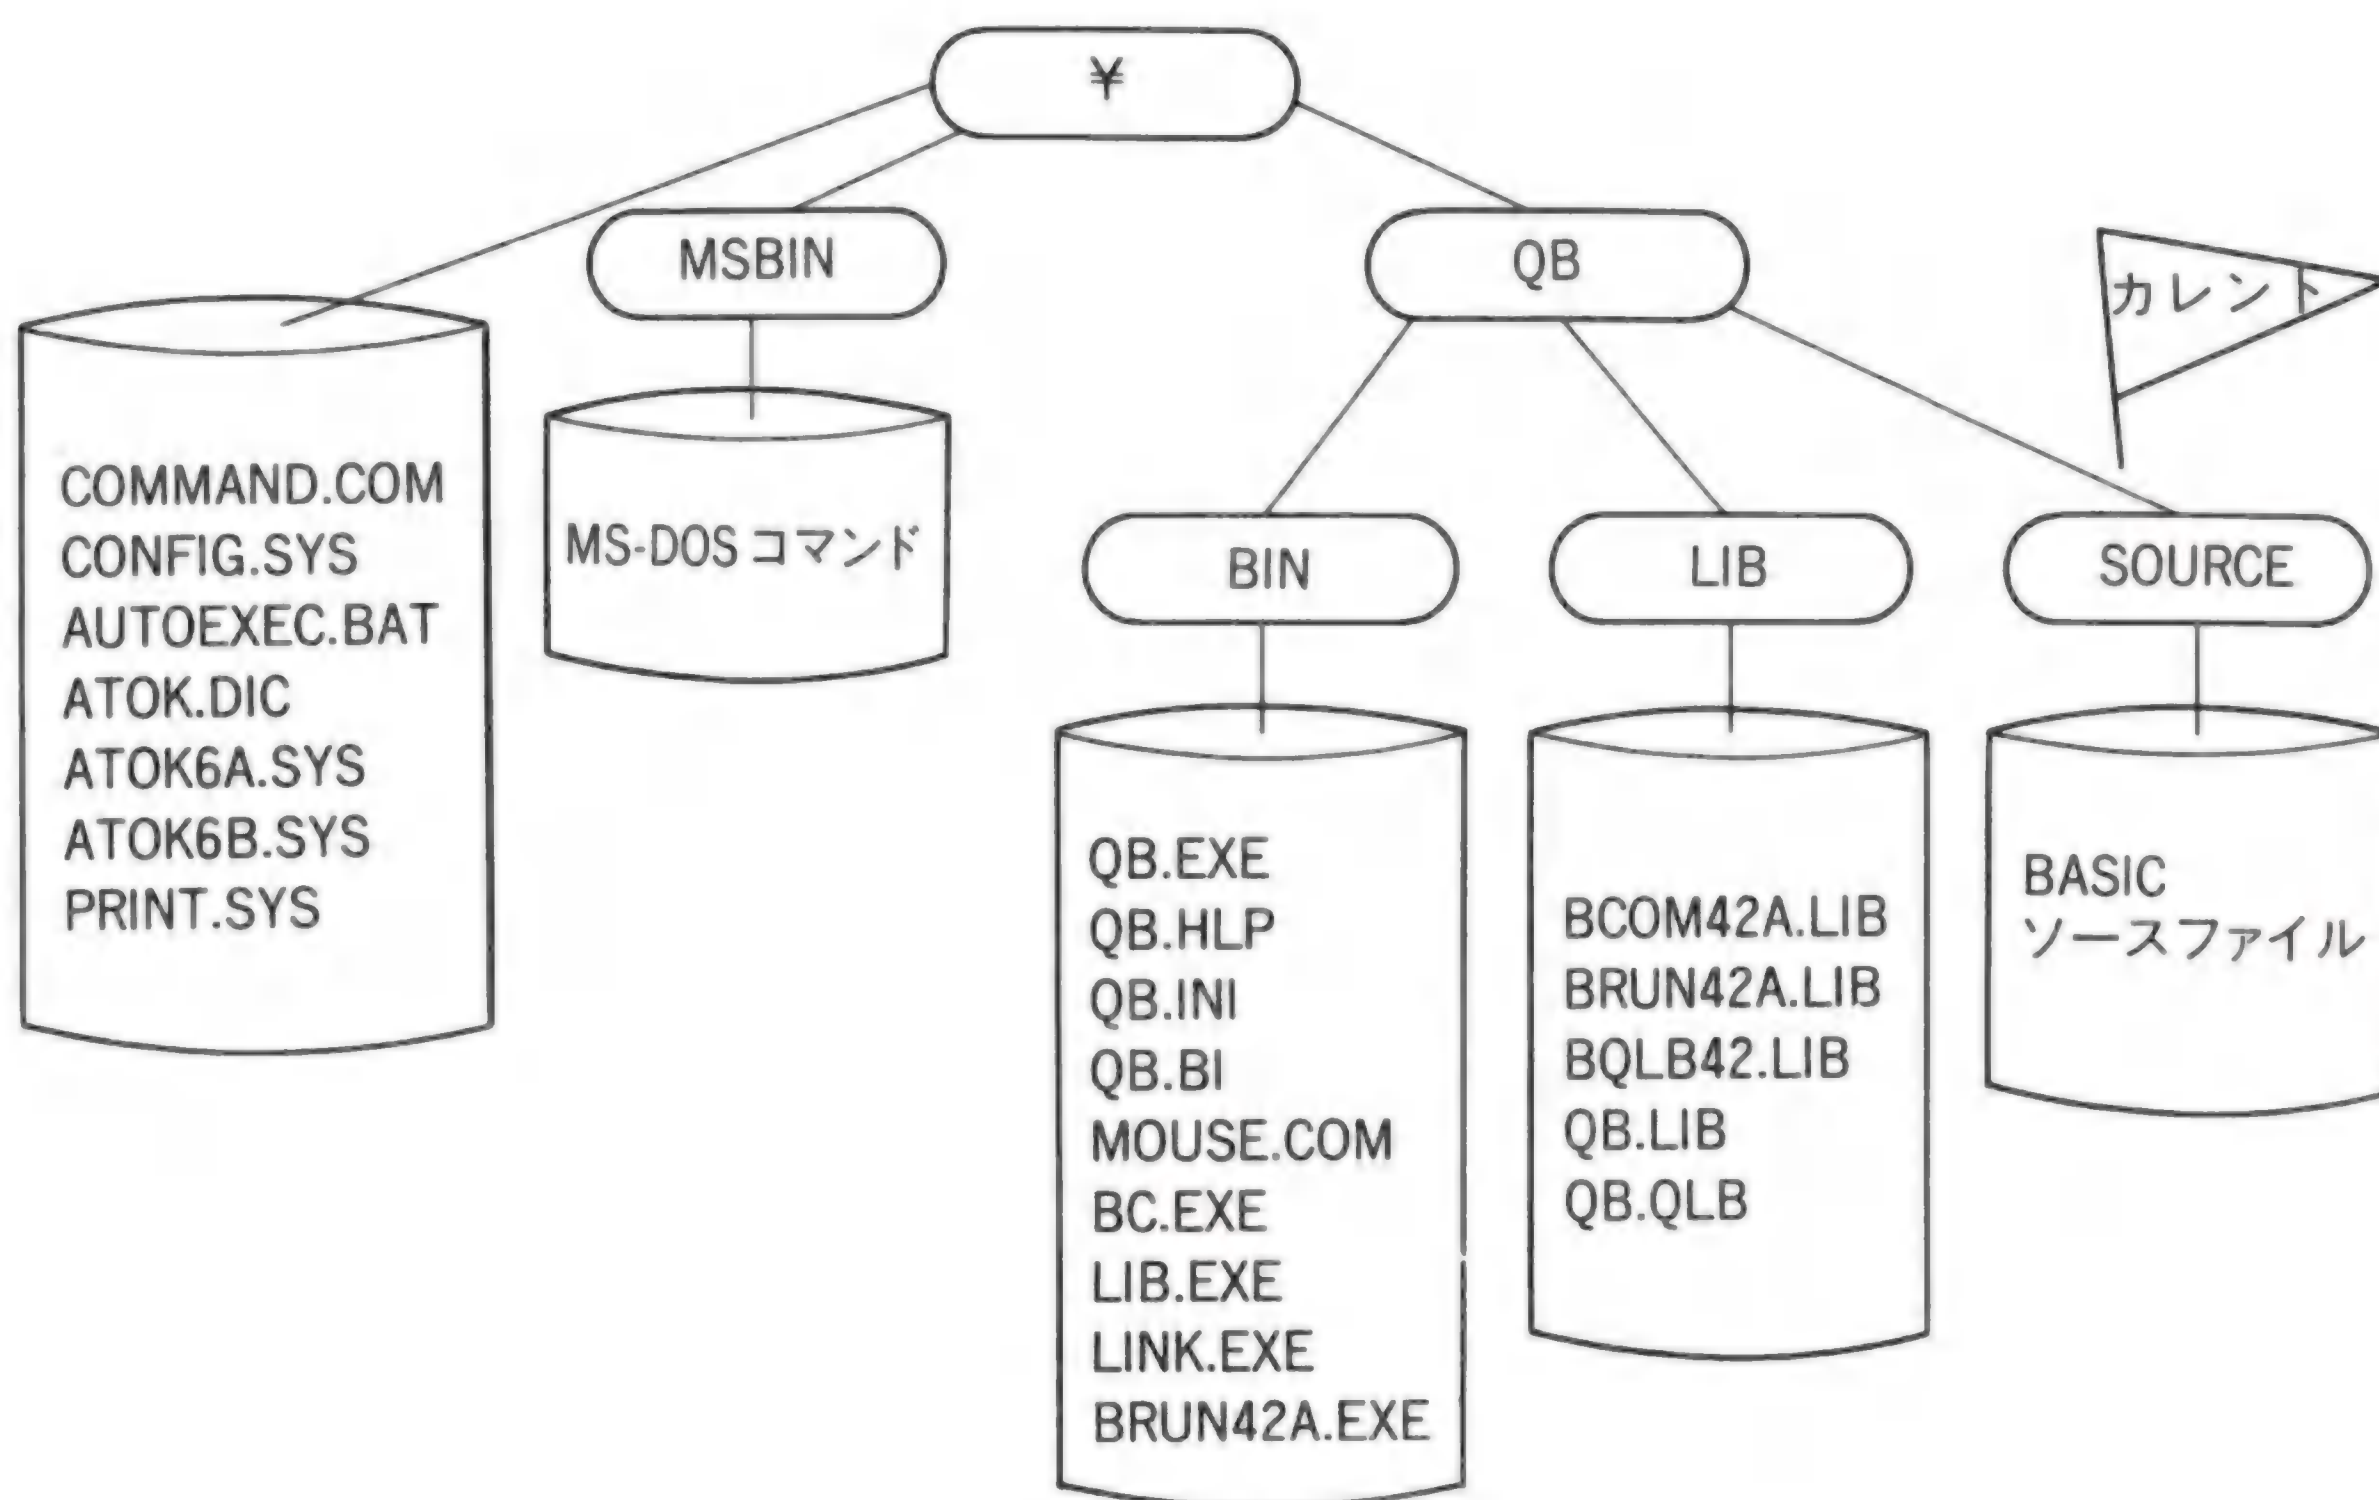 ¥
MSBIN
QB
カレント
COMMAND.COM
CONFIG.SYS
AUTOEXEC.BAT
ATOK.DIC
ATOK6A.SYS
ATOK6B.SYS
PRINT.SYS
MS-DOS コマンド
BIN
LIB
SOURCE
QB.EXE
QB.HLP
QB.INI
QB.BI
MOUSE.COM
BC.EXE
LIB.EXE
LINK.EXE
BRUN42A.EXE
BCOM42A.LIB
BRUN42A.LIB
BQLB42.LIB
QB.LIB
QB.QLB
BASIC
ソースファイル